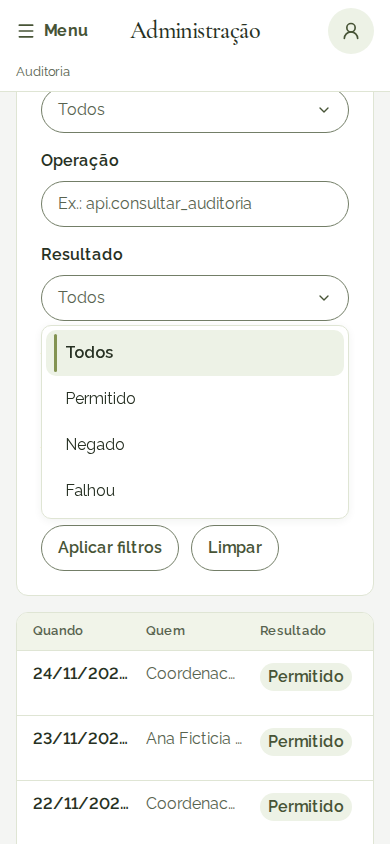 Menu
Administração
Auditoria
Todos
Operação
Ex.: api.consultar_auditoria
Resultado
Todos
Todos
Permitido
Negado
Falhou
Aplicar filtros
Limpar
Quando Quem Resultado
24/11/202… Coordenac… Permitido
23/11/202… Ana Ficticia … Permitido
22/11/202… Coordenac… Permitido